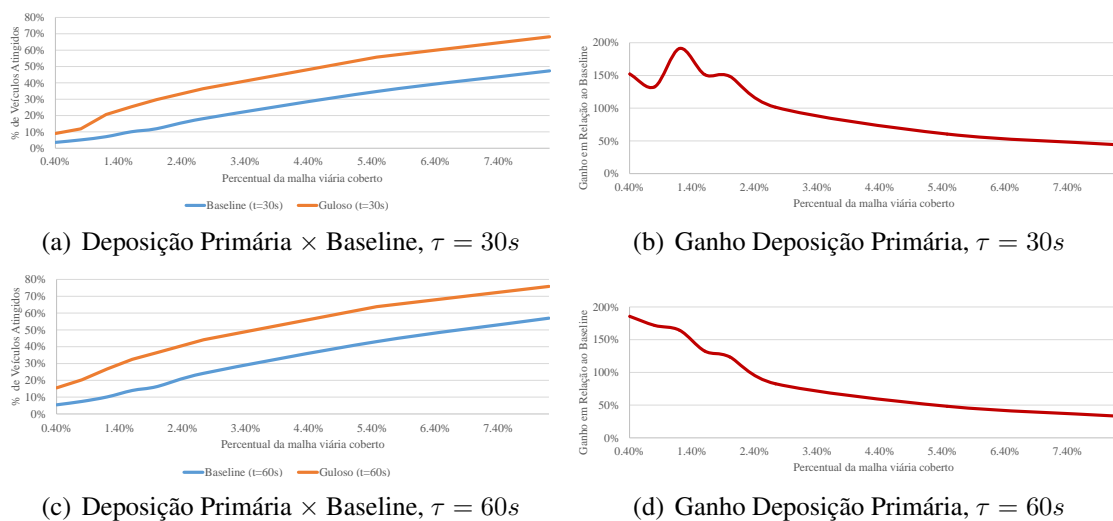 % de Veículos Atingidos
80%
70%
60%
50%
40%
30%
20%
10%
0%
0.40% 1.40% 2.40% 3.40% 4.40% 5.40% 6.40% 7.40%
Percentual da malha viária coberto
Baseline (t=30s) Guloso (t=30s)
(a) Deposição Primária × Baseline, τ = 30s
Ganho em Relação ao Baseline
200%
150%
100%
50%
0%
0.40% 1.40% 2.40% 3.40% 4.40% 5.40% 6.40% 7.40%
Percentual da malha viária coberto
(b) Ganho Deposição Primária, τ = 30s
% de Veículos Atingidos
80%
70%
60%
50%
40%
30%
20%
10%
0%
0.40% 1.40% 2.40% 3.40% 4.40% 5.40% 6.40% 7.40%
Percentual da malha viária coberto
Baseline (t=60s) Guloso (t=60s)
(c) Deposição Primária × Baseline, τ = 60s
Ganho em Relação ao Baseline
200%
150%
100%
50%
0%
0.40% 1.40% 2.40% 3.40% 4.40% 5.40% 6.40% 7.40%
Percentual da malha viária coberto
(d) Ganho Deposição Primária, τ = 60s